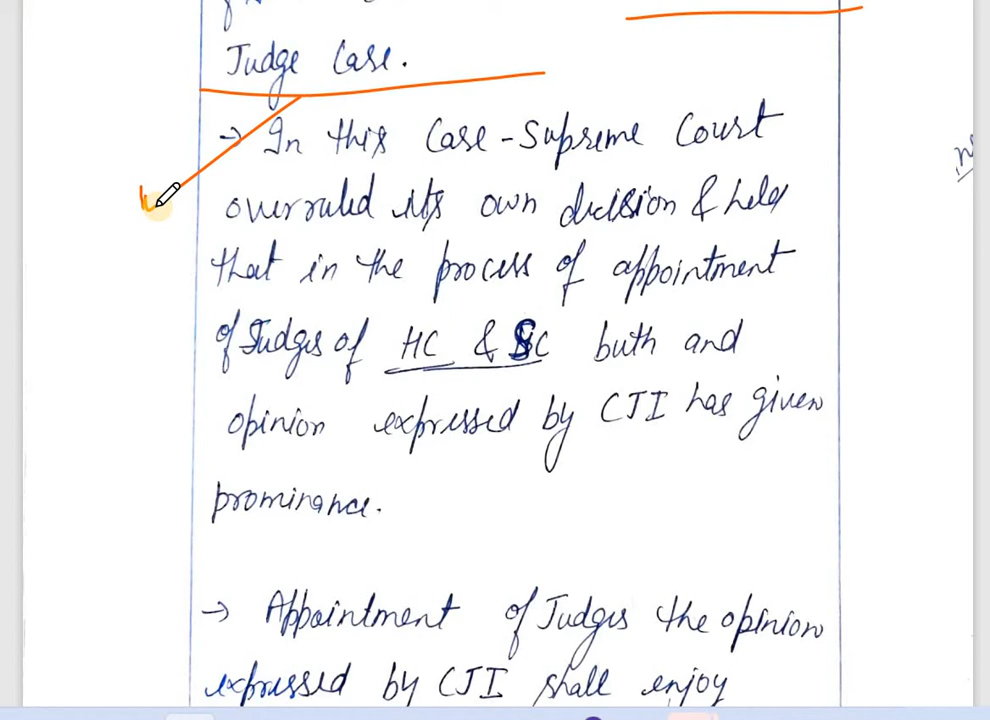 Judge Case.
→ In this Case - Supreme Court
overruled its own decision & held
that in the process of appointment
of Judges of HC & SC buth and
opinion expressed by CJI has given
prominance.
→ Appointment of Judges the opinion
expressed by CJI shall enjoy